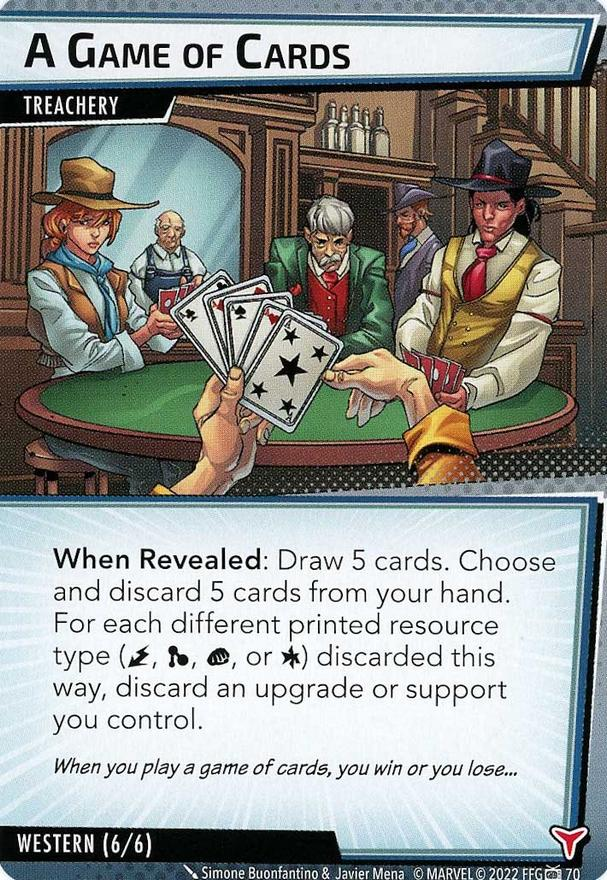 A Game of Cards
TREACHERY
When Revealed: Draw 5 cards. Choose
and discard 5 cards from your hand.
For each different printed resource
type (, , , or ) discarded this
way, discard an upgrade or support
you control.
When you play a game of cards, you win or you lose...
WESTERN (6/6)
Simone Buonfantino & Javier Mena © MARVEL © 2022 FFG 70